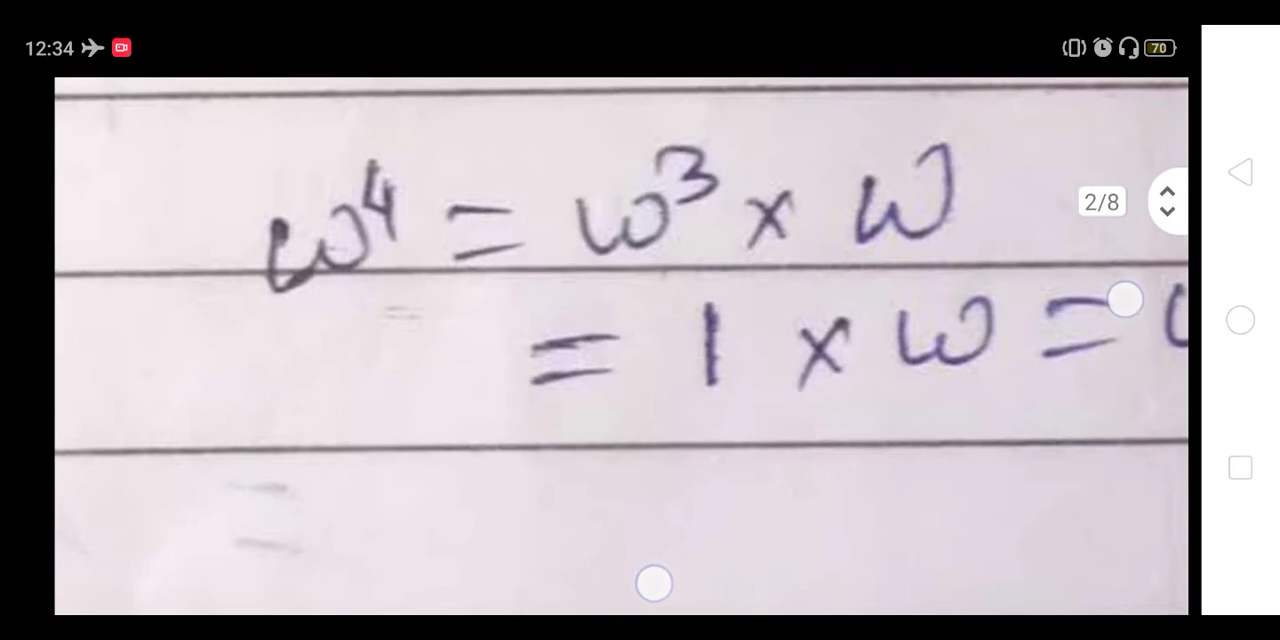 12:34
70
ω⁴ = ω³ × ω
2/8
= 1 × ω =